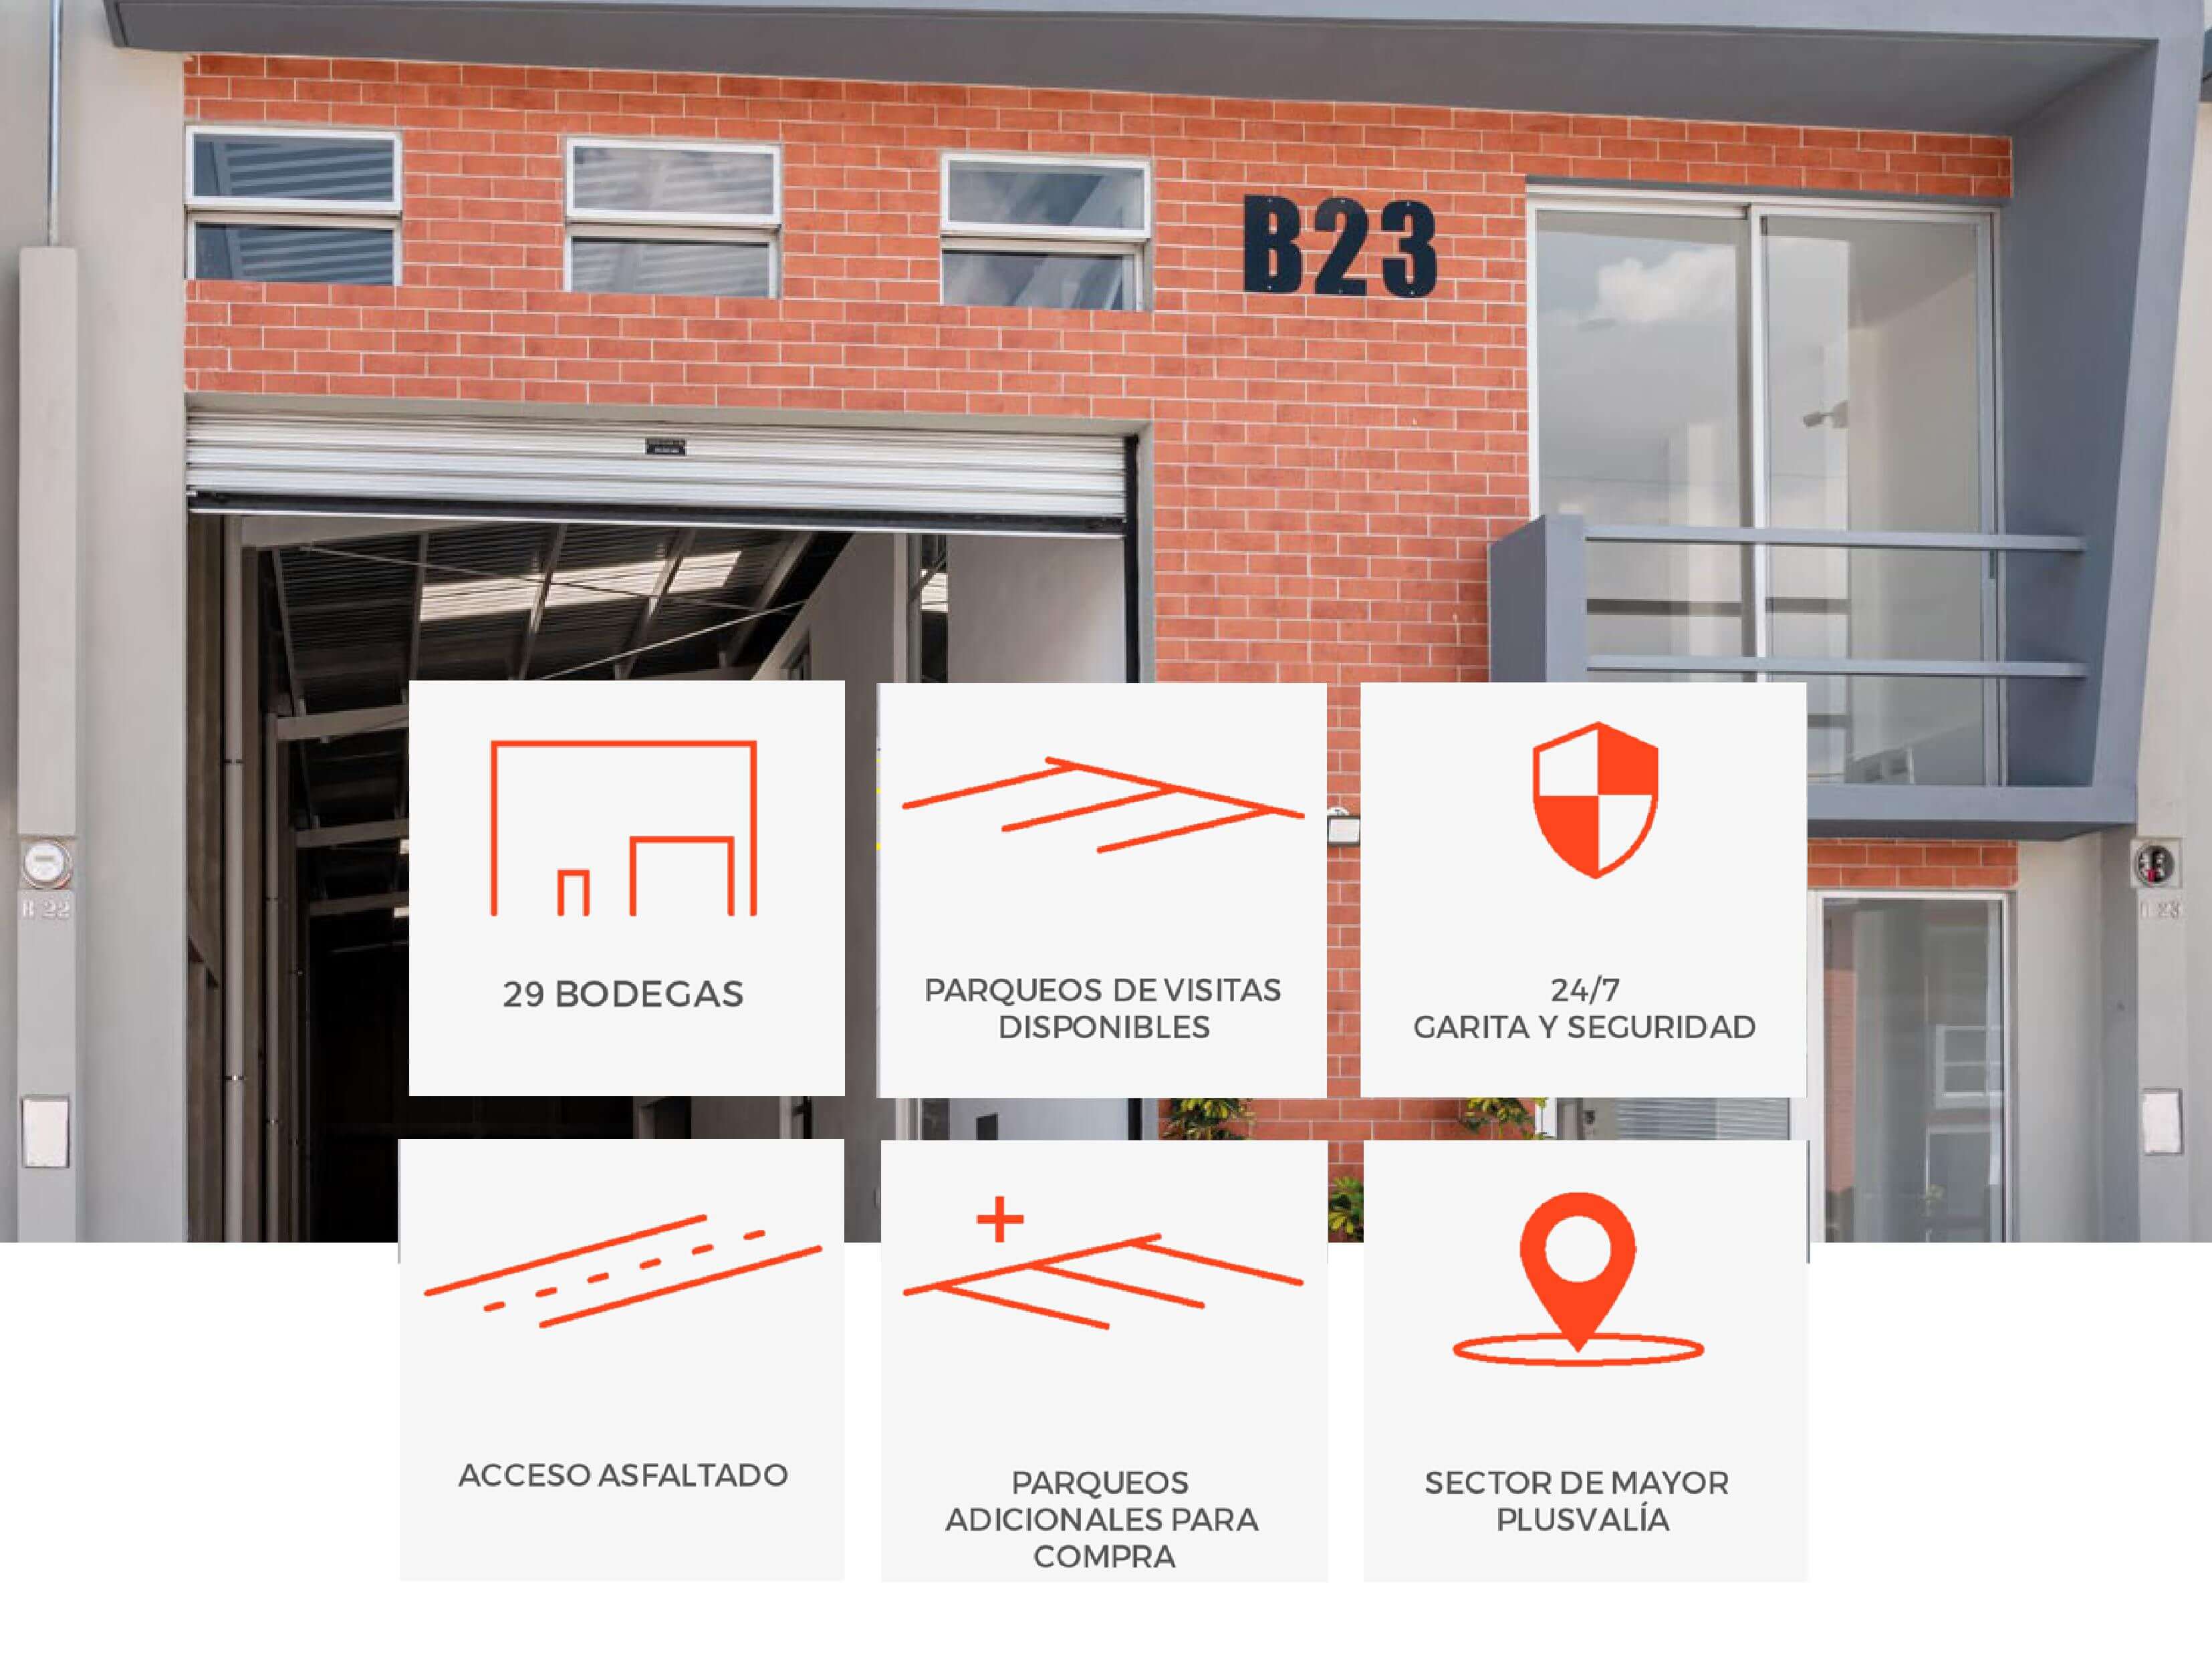 B23
B 22
23
29 BODEGAS
PARQUEOS DE VISITAS
DISPONIBLES
24/7
GARITA Y SEGURIDAD
ACCESO ASFALTADO
PARQUEOS
ADICIONALES PARA
COMPRA
SECTOR DE MAYOR
PLUSVALÍA